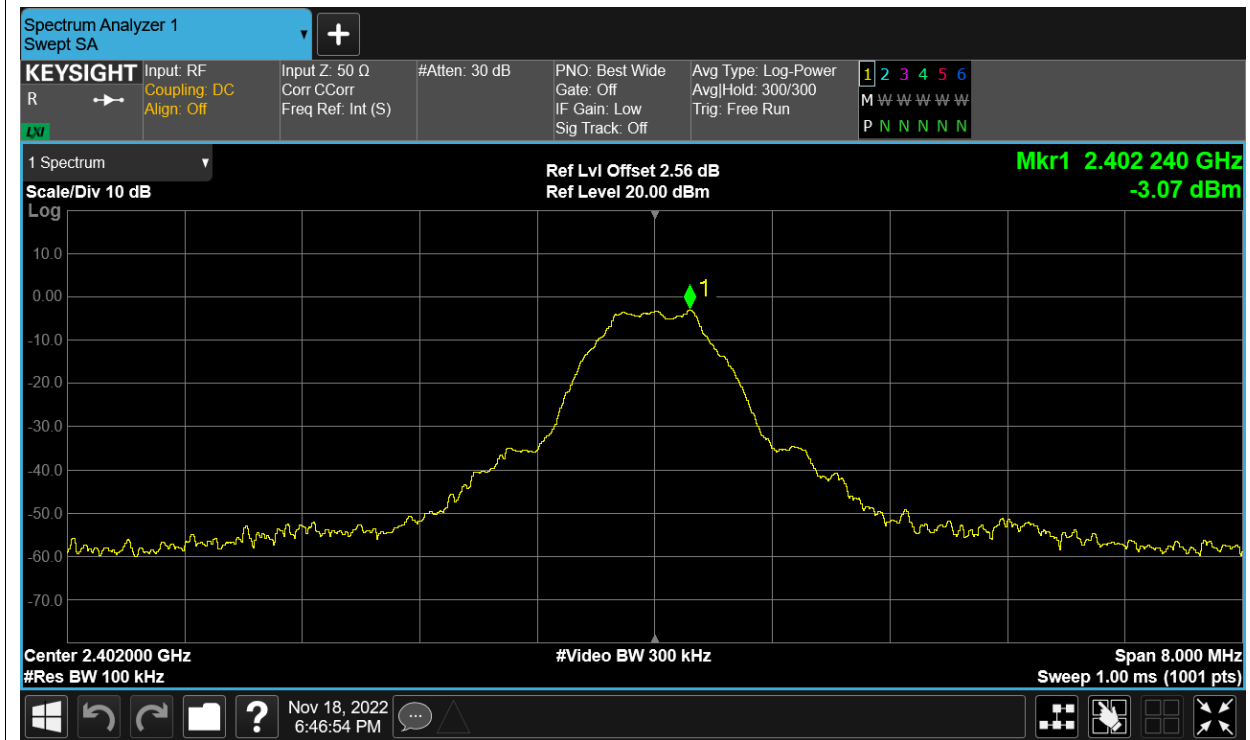 Spectrum Analyzer 1
Swept SA
KEYSIGHT
R
LXI
Input: RF
Coupling: DC
Align: Off
Input Z: 50 Ω
Corr CCorr
Freq Ref: Int (S)
#Atten: 30 dB
PNO: Best Wide
Gate: Off
IF Gain: Low
Sig Track: Off
Avg Type: Log-Power
Avg|Hold: 300/300
Trig: Free Run
1 2 3 4 5 6
M W W W W W
P N N N N N
1 Spectrum
Scale/Div 10 dB
Log
Ref Lvl Offset 2.56 dB
Ref Level 20.00 dBm
Mkr1 2.402 240 GHz
-3.07 dBm
1
10.0
0.00
-10.0
-20.0
-30.0
-40.0
-50.0
-60.0
-70.0
Center 2.402000 GHz
#Res BW 100 kHz
#Video BW 300 kHz
Span 8.000 MHz
Sweep 1.00 ms (1001 pts)
?
Nov 18, 2022
6:46:54 PM